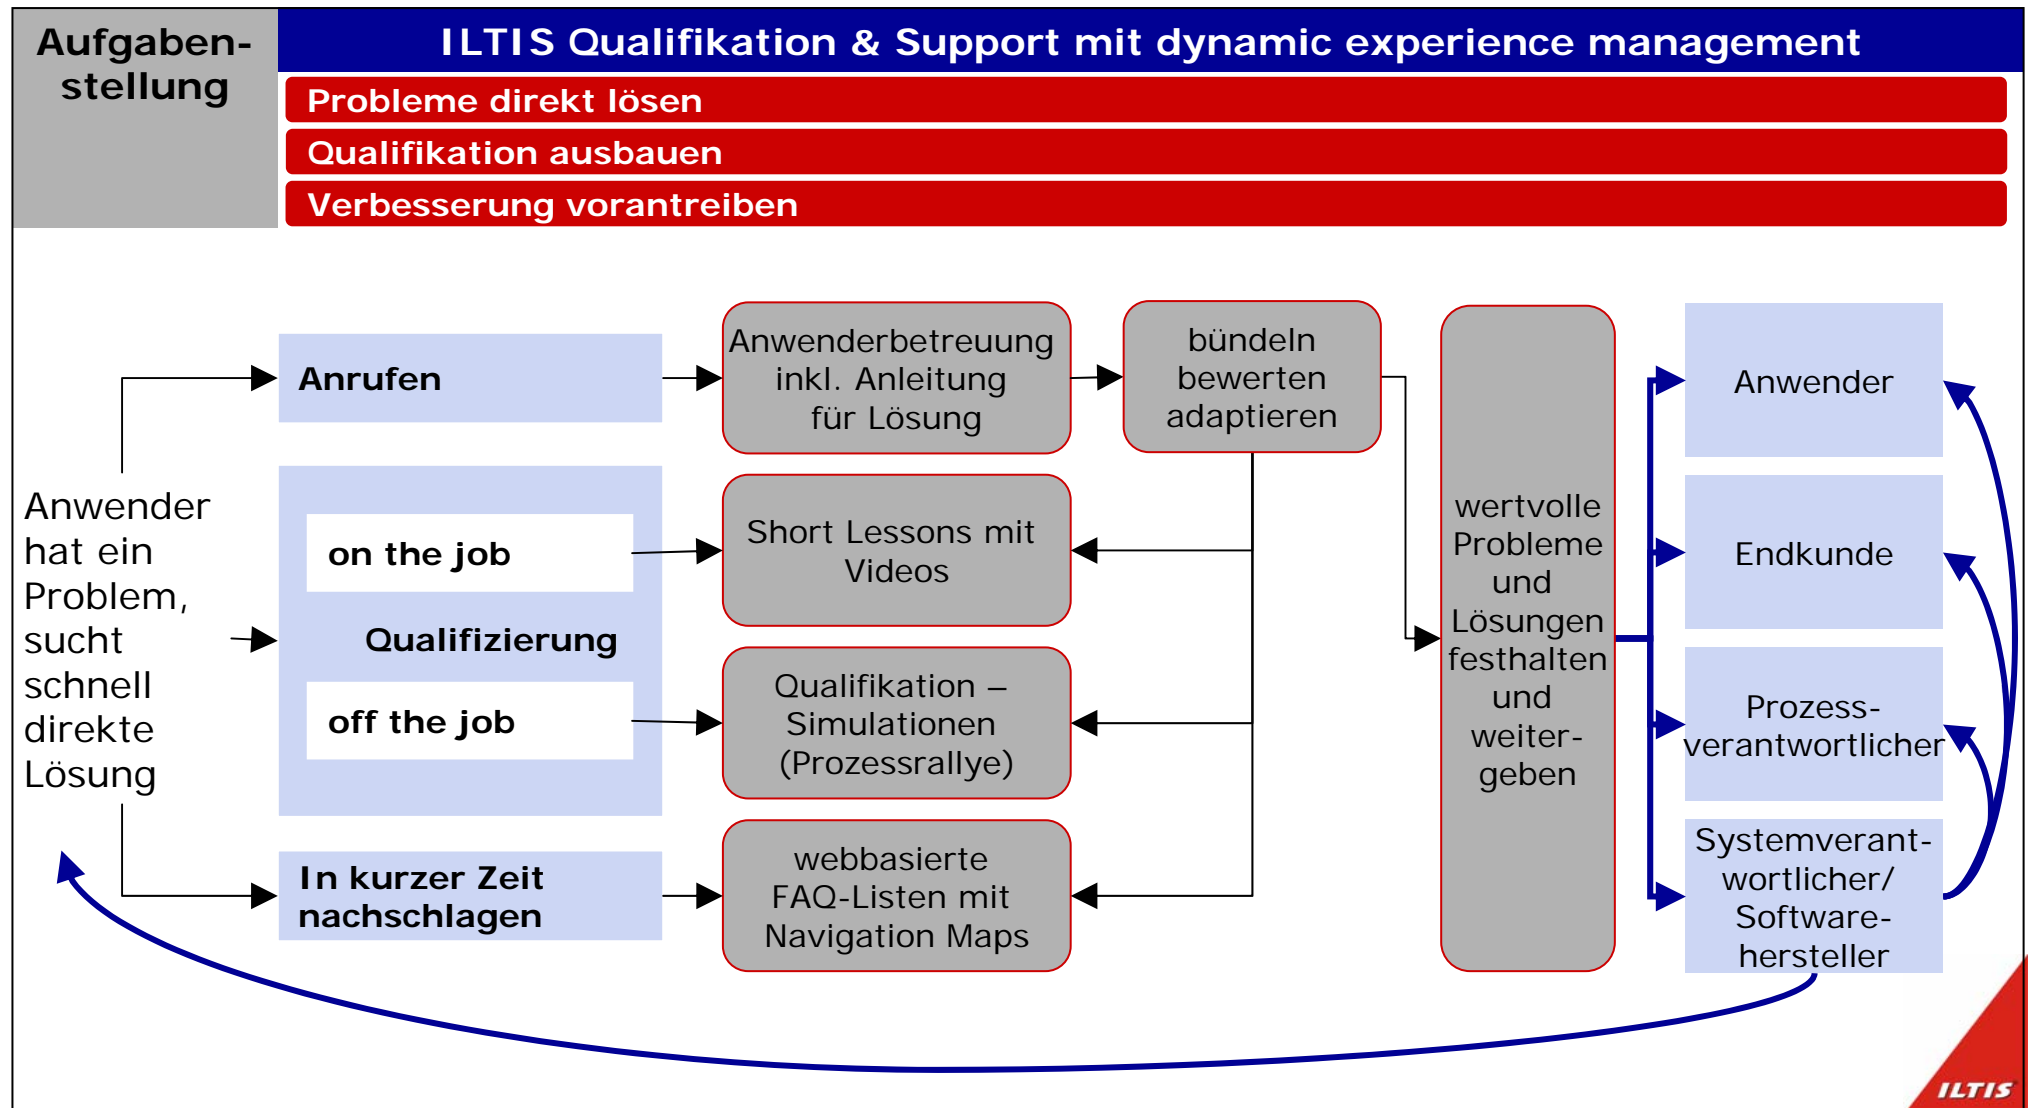 Aufgaben-
stellung
ILTIS Qualifikation & Support mit dynamic experience management
Probleme direkt lösen
Qualifikation ausbauen
Verbesserung vorantreiben
Anwender
hat ein
Problem,
sucht
schnell
direkte
Lösung
Anrufen
on the job
Qualifizierung
off the job
In kurzer Zeit
nachschlagen
Anwenderbetreuung
inkl. Anleitung
für Lösung
Short Lessons mit
Videos
Qualifikation –
Simulationen
(Prozessrallye)
webbasierte
FAQ-Listen mit
Navigation Maps
bündeln
bewerten
adaptieren
wertvolle
Probleme
und
Lösungen
festhalten
und
weiter-
geben
Anwender
Endkunde
Prozess-
verantwortlicher
Systemverant-
wortlicher/
Software-
hersteller
ILTIS